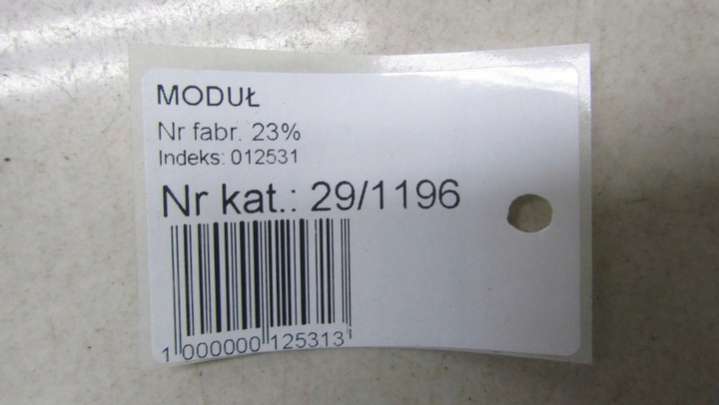 MODUŁ
Nr fabr. 23%
Indeks: 012531
Nr kat.: 29/1196
1 000000 125313